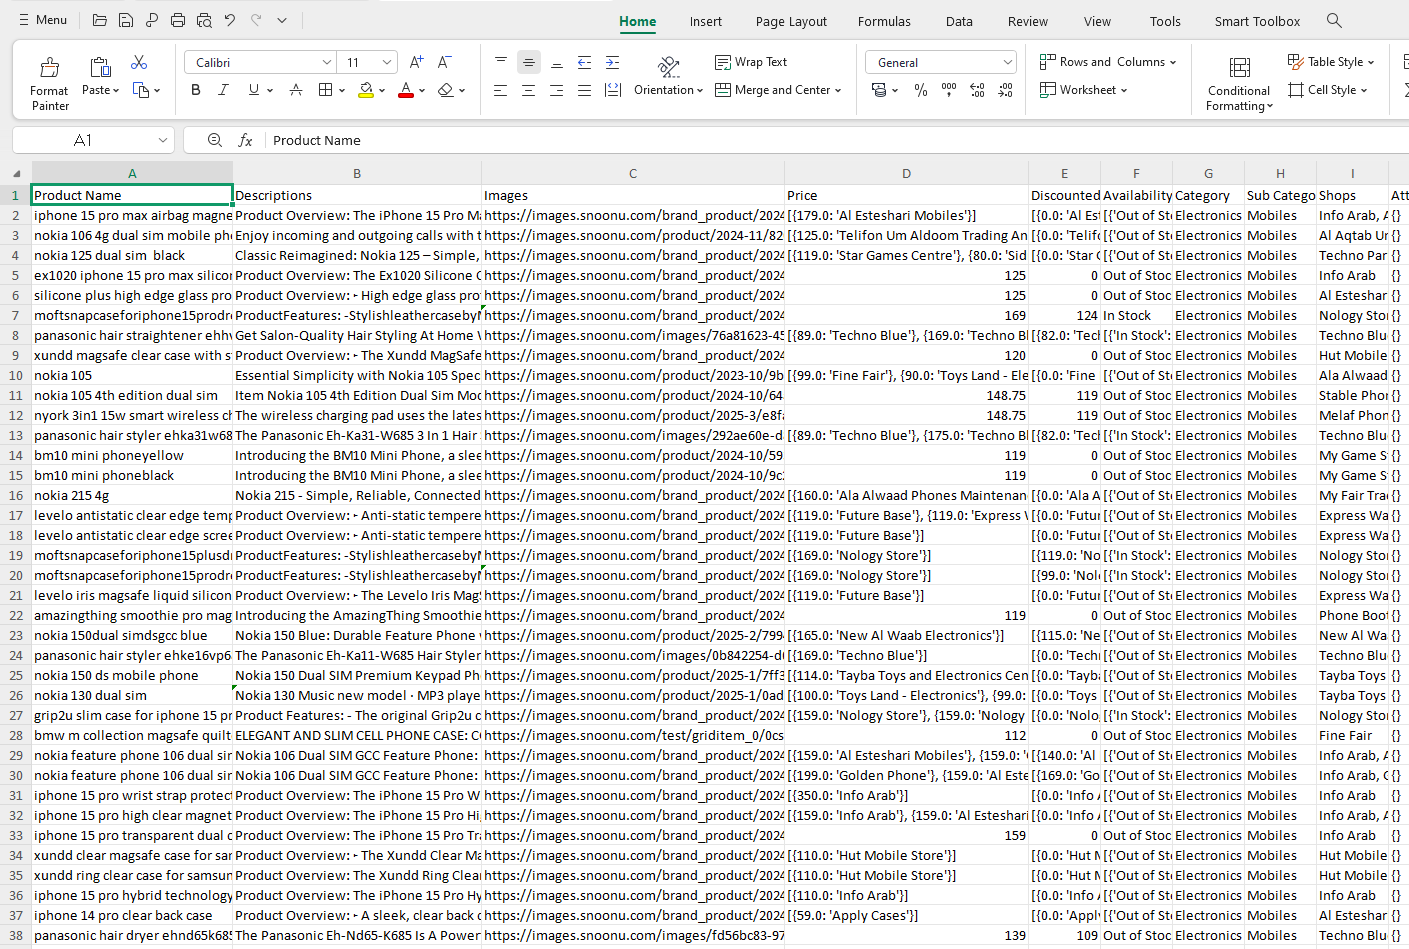 Menu
Home Insert Page Layout Formulas Data Review View Tools Smart Toolbox
Format Painter Paste Calibri 11 Orientation Wrap Text Merge and Center General Rows and Columns Worksheet Conditional Formatting Table Style Cell Style
A1 Product Name
A B C D E F G H I
1 Product Name Descriptions Images Price Discounted Availability Category Sub Catego Shops Att
2 iphone 15 pro max airbag magne Product Overview: The iPhone 15 Pro Ma https://images.snoonu.com/brand_product/2024 [{179.0: 'Al Esteshari Mobiles'}] [{0.0: 'Al Est [{'Out of Sto Electronics Mobiles Info Arab, A {}
3 nokia 106 4g dual sim mobile pho Enjoy incoming and outgoing calls with t https://images.snoonu.com/product/2024-11/82 [{125.0: 'Telifon Um Aldoom Trading An [{0.0: 'Telifo [{'Out of Sto Electronics Mobiles Al Aqtab Un {}
4 nokia 125 dual sim  black Classic Reimagined: Nokia 125 – Simple, https://images.snoonu.com/brand_product/2024 [{119.0: 'Star Games Centre'}, {80.0: 'Sid [{0.0: 'Star G [{'Out of Sto Electronics Mobiles Techno Par {}
5 ex1020 iphone 15 pro max silicon Product Overview: The Ex1020 Silicone C https://images.snoonu.com/brand_product/2024 125 0 Out of Stoc Electronics Mobiles Info Arab {}
6 silicone plus high edge glass pro Product Overview: ‣ High edge glass pro https://images.snoonu.com/brand_product/2024 125 0 Out of Stoc Electronics Mobiles Al Esteshar {}
7 moftsnapcaseforiphone15prodro ProductFeatures: -StylishleathercasebyM https://images.snoonu.com/brand_product/2024 169 124 In Stock Electronics Mobiles Nology Stor {}
8 panasonic hair straightener ehhv Get Salon-Quality Hair Styling At Home W https://images.snoonu.com/images/76a81623-45 [{89.0: 'Techno Blue'}, {169.0: 'Techno Bl [{82.0: 'Tech [{'In Stock': Electronics Mobiles Techno Blu {}
9 xundd magsafe clear case with st Product Overview: ‣ The Xundd MagSafe https://images.snoonu.com/brand_product/2024 120 0 Out of Stoc Electronics Mobiles Hut Mobile {}
10 nokia 105 Essential Simplicity with Nokia 105 Spec https://images.snoonu.com/product/2023-10/9b [{99.0: 'Fine Fair'}, {90.0: 'Toys Land - Ele [{0.0: 'Fine [{'Out of Sto Electronics Mobiles Ala Alwaad {}
11 nokia 105 4th edition dual sim Item Nokia 105 4th Edition Dual Sim Mod https://images.snoonu.com/product/2024-10/64 148.75 119 Out of Stoc Electronics Mobiles Stable Phon {}
12 nyork 3in1 15w smart wireless ch The wireless charging pad uses the lates https://images.snoonu.com/product/2025-3/e8fa 148.75 119 Out of Stoc Electronics Mobiles Melaf Phon {}
13 panasonic hair styler ehka31w68 The Panasonic Eh-Ka31-W685 3 In 1 Hair https://images.snoonu.com/images/292ae60e-d [{89.0: 'Techno Blue'}, {175.0: 'Techno Bl [{82.0: 'Tech [{'In Stock': Electronics Mobiles Techno Blu {}
14 bm10 mini phoneyellow Introducing the BM10 Mini Phone, a slee https://images.snoonu.com/product/2024-10/59 119 0 Out of Stoc Electronics Mobiles My Game S {}
15 bm10 mini phoneblack Introducing the BM10 Mini Phone, a slee https://images.snoonu.com/product/2024-10/9c 119 0 Out of Stoc Electronics Mobiles My Game S {}
16 nokia 215 4g Nokia 215 - Simple, Reliable, Connected https://images.snoonu.com/brand_product/2024 [{160.0: 'Ala Alwaad Phones Maintenan [{0.0: 'Ala A [{'Out of Sto Electronics Mobiles My Fair Trad {}
17 levelo antistatic clear edge temp Product Overview: ‣ Anti-static tempere https://images.snoonu.com/brand_product/2024 [{119.0: 'Future Base'}, {119.0: 'Express W [{0.0: 'Futur [{'Out of Sto Electronics Mobiles Express Wa {}
18 levelo antistatic clear edge scree Product Overview: ‣ Anti-static tempere https://images.snoonu.com/brand_product/2024 [{119.0: 'Future Base'}] [{0.0: 'Futur [{'Out of Sto Electronics Mobiles Express Wa {}
19 moftsnapcaseforiphone15plusdr ProductFeatures: -StylishleathercasebyM https://images.snoonu.com/brand_product/2024 [{169.0: 'Nology Store'}] [{119.0: 'No [{'In Stock': Electronics Mobiles Nology Stor {}
20 moftsnapcaseforiphone15prodro ProductFeatures: -StylishleathercasebyM https://images.snoonu.com/brand_product/2024 [{169.0: 'Nology Store'}] [{99.0: 'Nolo [{'In Stock': Electronics Mobiles Nology Stor {}
21 levelo iris magsafe liquid silicon Product Overview: ‣ The Levelo Iris MagS https://images.snoonu.com/brand_product/2024 [{119.0: 'Future Base'}] [{0.0: 'Futur [{'Out of Sto Electronics Mobiles Express Wa {}
22 amazingthing smoothie pro mag Introducing the AmazingThing Smoothie https://images.snoonu.com/brand_product/2024 119 0 Out of Stoc Electronics Mobiles Phone Boot {}
23 nokia 150dual simdsgcc blue Nokia 150 Blue: Durable Feature Phone w https://images.snoonu.com/product/2025-2/799 [{165.0: 'New Al Waab Electronics'}] [{115.0: 'Ne [{'Out of Sto Electronics Mobiles New Al Wa {}
24 panasonic hair styler ehke16vp6 The Panasonic Eh-Ka11-W685 Hair Styler https://images.snoonu.com/images/0b842254-d [{169.0: 'Techno Blue'}] [{0.0: 'Tech [{'Out of Sto Electronics Mobiles Techno Blu {}
25 nokia 150 ds mobile phone Nokia 150 Dual SIM Premium Keypad Ph https://images.snoonu.com/product/2025-1/7ff3 [{114.0: 'Tayba Toys and Electronics Cen [{0.0: 'Tayba [{'Out of Sto Electronics Mobiles Tayba Toys {}
26 nokia 130 dual sim Nokia 130 Music new model · MP3 playe https://images.snoonu.com/product/2025-1/0ad [{100.0: 'Toys Land - Electronics'}, {99.0: [{0.0: 'Toys [{'Out of Sto Electronics Mobiles Tayba Toys {}
27 grip2u slim case for iphone 15 pr Product Features: - The original Grip2u c https://images.snoonu.com/brand_product/2024 [{159.0: 'Nology Store'}, {159.0: 'Nology [{0.0: 'Nolo [{'In Stock': Electronics Mobiles Nology Stor {}
28 bmw m collection magsafe quilt ELEGANT AND SLIM CELL PHONE CASE: CO https://images.snoonu.com/test/griditem_0/0cs 112 0 Out of Stoc Electronics Mobiles Fine Fair {}
29 nokia feature phone 106 dual sim Nokia 106 Dual SIM GCC Feature Phone: https://images.snoonu.com/brand_product/2024 [{159.0: 'Al Esteshari Mobiles'}, {159.0: ' [{140.0: 'Al [{'Out of Sto Electronics Mobiles Info Arab, A {}
30 nokia feature phone 106 dual sim Nokia 106 Dual SIM GCC Feature Phone: https://images.snoonu.com/brand_product/2024 [{199.0: 'Golden Phone'}, {159.0: 'Al Este [{169.0: 'Go [{'Out of Sto Electronics Mobiles Info Arab, G {}
31 iphone 15 pro wrist strap protect Product Overview: The iPhone 15 Pro W https://images.snoonu.com/brand_product/2024 [{350.0: 'Info Arab'}] [{0.0: 'Info A [{'Out of Sto Electronics Mobiles Info Arab {}
32 iphone 15 pro high clear magnet Product Overview: The iPhone 15 Pro Hi https://images.snoonu.com/brand_product/2024 [{159.0: 'Info Arab'}, {159.0: 'Al Esteshari [{0.0: 'Info A [{'Out of Sto Electronics Mobiles Info Arab, A {}
33 iphone 15 pro transparent dual c Product Overview: The iPhone 15 Pro Tra https://images.snoonu.com/brand_product/2024 159 0 Out of Stoc Electronics Mobiles Info Arab {}
34 xundd clear magsafe case for sam Product Overview: ‣ The Xundd Clear Ma https://images.snoonu.com/brand_product/2024 [{110.0: 'Hut Mobile Store'}] [{0.0: 'Hut M [{'Out of Sto Electronics Mobiles Hut Mobile {}
35 xundd ring clear case for samsun Product Overview: The Xundd Ring Clear https://images.snoonu.com/brand_product/2024 [{110.0: 'Hut Mobile Store'}] [{0.0: 'Hut M [{'Out of Sto Electronics Mobiles Hut Mobile {}
36 iphone 15 pro hybrid technology Product Overview: The iPhone 15 Pro Hy https://images.snoonu.com/brand_product/2024 [{110.0: 'Info Arab'}] [{0.0: 'Info A [{'Out of Sto Electronics Mobiles Info Arab {}
37 iphone 14 pro clear back case Product Overview: ‣ A sleek, clear back c https://images.snoonu.com/brand_product/2024 [{59.0: 'Apply Cases'}] [{0.0: 'Apply [{'Out of Sto Electronics Mobiles Al Esteshar {}
38 panasonic hair dryer ehnd65k685 The Panasonic Eh-Nd65-K685 Is A Power https://images.snoonu.com/images/fd56bc83-97 139 109 Out of Stoc Electronics Mobiles Techno Blu {}